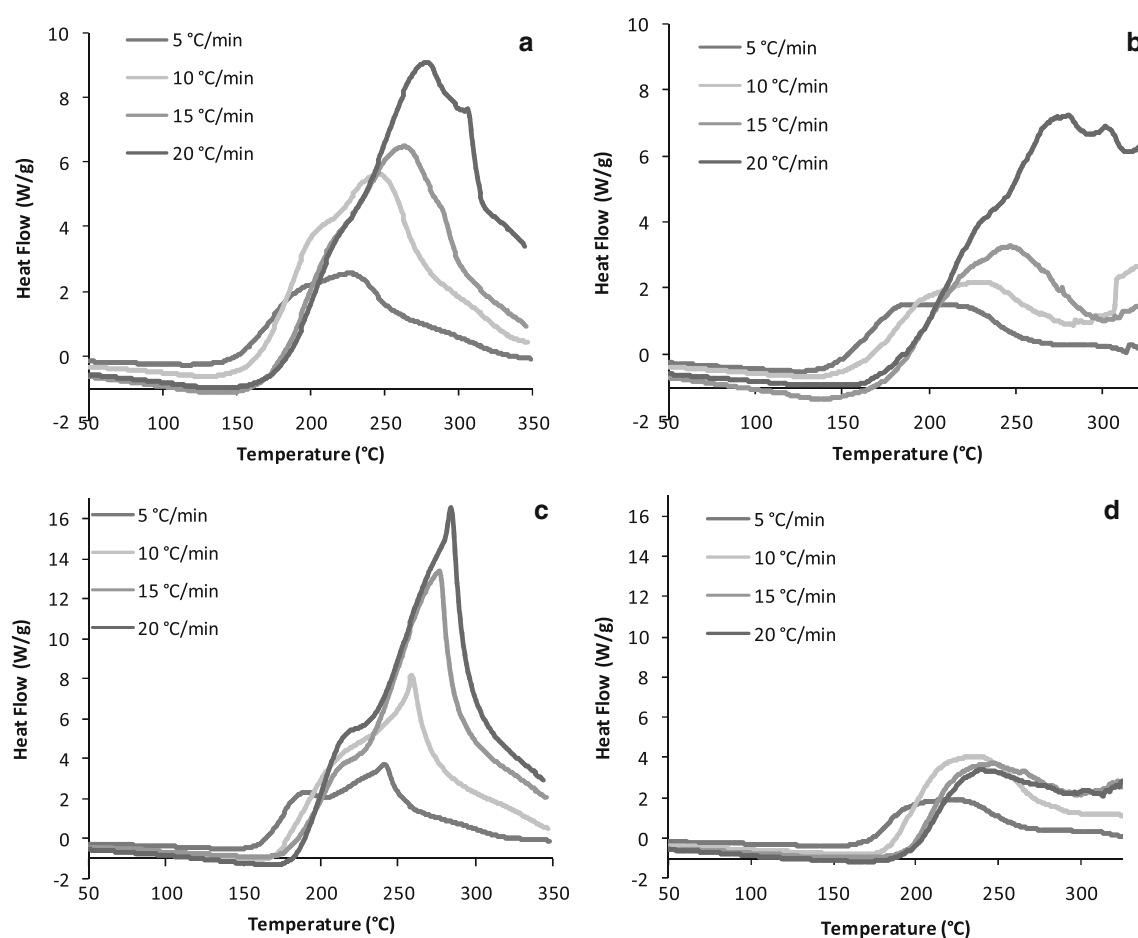 a
5 °C/min
10 °C/min
15 °C/min
20 °C/min
Heat Flow (W/g)
10
8
6
4
2
0
-2
50 100 150 200 250 300 350
Temperature (°C)
b
5 °C/min
10 °C/min
15 °C/min
20 °C/min
Heat Flow (W/g)
10
8
6
4
2
0
-2
50 100 150 200 250 300
Temperature (°C)
c
5 °C/min
10 °C/min
15 °C/min
20 °C/min
Heat Flow (W/g)
16
14
12
10
8
6
4
2
0
-2
50 100 150 200 250 300 350
Temperature (°C)
d
5 °C/min
10 °C/min
15 °C/min
20 °C/min
Heat Flow (W/g)
16
14
12
10
8
6
4
2
0
-2
50 100 150 200 250 300
Temperature (°C)